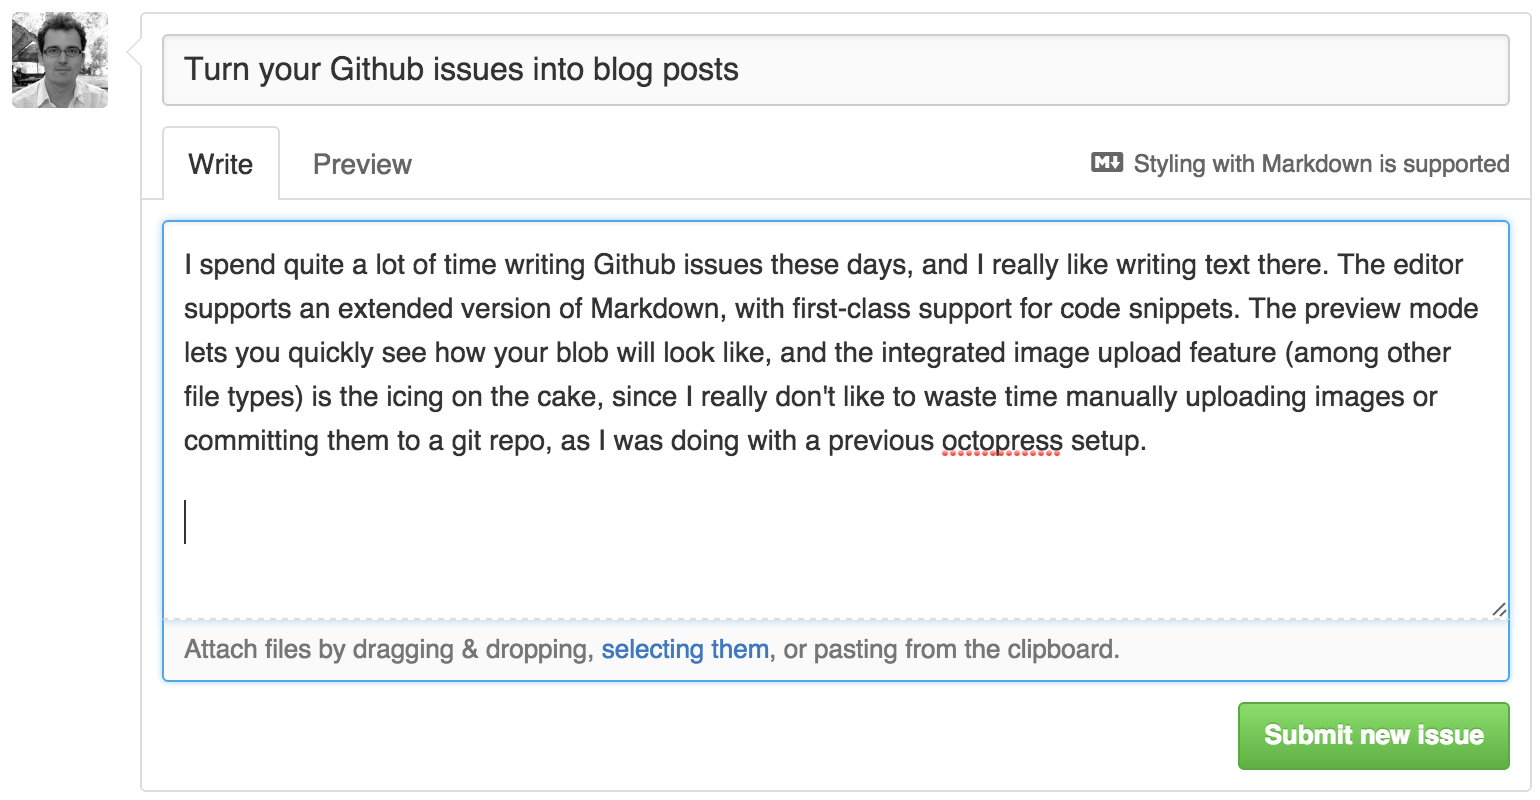 Turn your Github issues into blog posts
Write
Preview
M↓ Styling with Markdown is supported
I spend quite a lot of time writing Github issues these days, and I really like writing text there. The editor
supports an extended version of Markdown, with first-class support for code snippets. The preview mode
lets you quickly see how your blob will look like, and the integrated image upload feature (among other
file types) is the icing on the cake, since I really don't like to waste time manually uploading images or
committing them to a git repo, as I was doing with a previous octopress setup.
Attach files by dragging & dropping, selecting them, or pasting from the clipboard.
Submit new issue